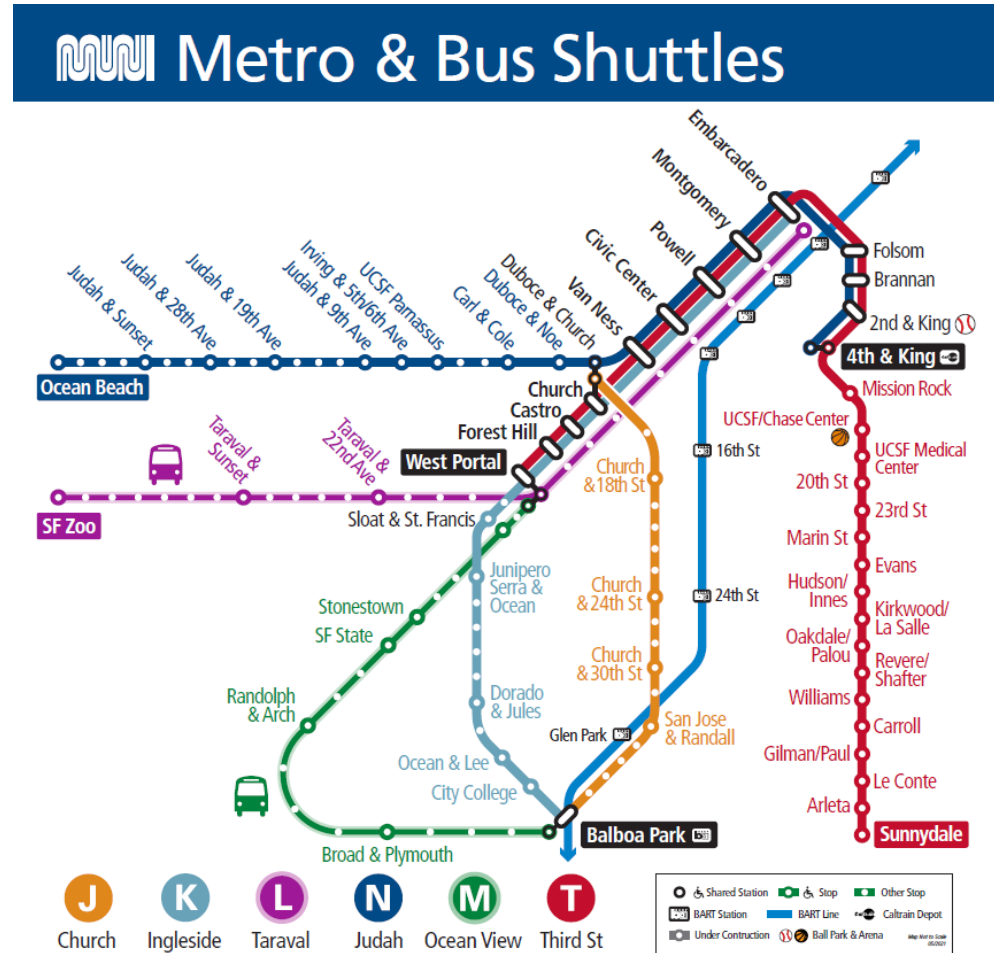 MUNI Metro & Bus Shuttles
Embarcadero
Montgomery
Powell
Civic Center
Van Ness
Duboce & Church
Duboce & Noe
Carl & Cole
UCSF Parnassus
Irving & 5th/6th Ave
Judah & 9th Ave
Judah & 19th Ave
Judah & 28th Ave
Judah & Sunset
Ocean Beach
Folsom
Brannan
2nd & King
4th & King
Mission Rock
UCSF/Chase Center
UCSF Medical
Center
20th St
23rd St
Marin St
Evans
Hudson/
Innes
Kirkwood/
La Salle
Oakdale/
Palou
Revere/
Shafter
Williams
Carroll
Gilman/Paul
Le Conte
Arleta
Sunnydale
Church
Castro
Forest Hill
West Portal
Taraval &
Sunset
Taraval &
22nd Ave
SF Zoo
Sloat & St. Francis
Junipero
Serra &
Ocean
Dorado
& Jules
Ocean & Lee
City College
Stonestown
SF State
Randolph
& Arch
Broad & Plymouth
Church
& 18th St
Church
& 24th St
Church
& 30th St
San Jose
& Randall
16th St
24th St
Glen Park
Balboa Park
J
Church
K
Ingleside
L
Taraval
N
Judah
M
Ocean View
T
Third St
Shared Station
Stop
Other Stop
BART Station
BART Line
Caltrain Depot
Under Contruction
Ball Park & Arena
Map Not to Scale
05/2021